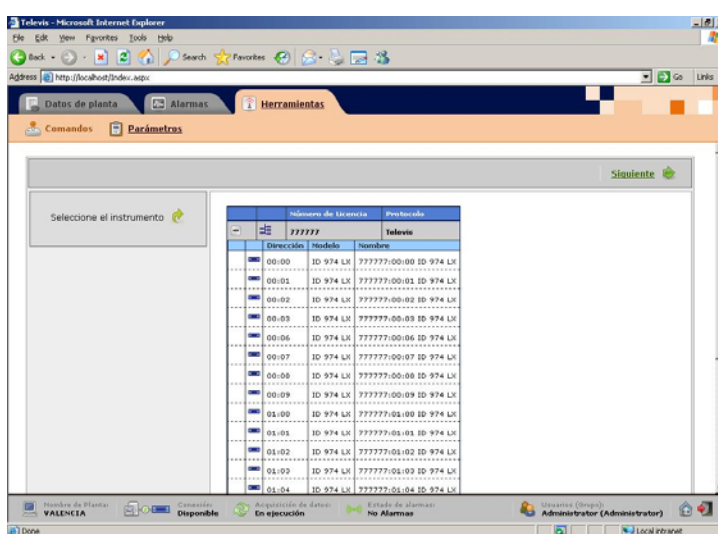 Televis - Microsoft Internet Explorer
File Edit View Favorites Tools Help
Back Search Favorites
Address http://localhost/Index.aspx Go Links
Datos de planta Alarmas Herramientas
Comandos Parámetros
Siguiente
Seleccione el instrumento
Número de Licencia Protocolo
777777 Televis
Dirección Modelo Nombre
00:00 ID 974 LX 777777:00:00 ID 974 LX
00:01 ID 974 LX 777777:00:01 ID 974 LX
00:02 ID 974 LX 777777:00:02 ID 974 LX
00:03 ID 974 LX 777777:00:03 ID 974 LX
00:06 ID 974 LX 777777:00:06 ID 974 LX
00:07 ID 974 LX 777777:00:07 ID 974 LX
00:08 ID 974 LX 777777:00:08 ID 974 LX
00:09 ID 974 LX 777777:00:09 ID 974 LX
01:00 ID 974 LX 777777:01:00 ID 974 LX
01:01 ID 974 LX 777777:01:01 ID 974 LX
01:02 ID 974 LX 777777:01:02 ID 974 LX
01:03 ID 974 LX 777777:01:03 ID 974 LX
01:04 ID 974 LX 777777:01:04 ID 974 LX
Nombre de Planta: Conexión: Adquisición de datos: Estado de alarmas: Usuarios (Grupo):
VALENCIA Disponible En ejecución No Alarmas Administrator (Administrator)
Done Local intranet